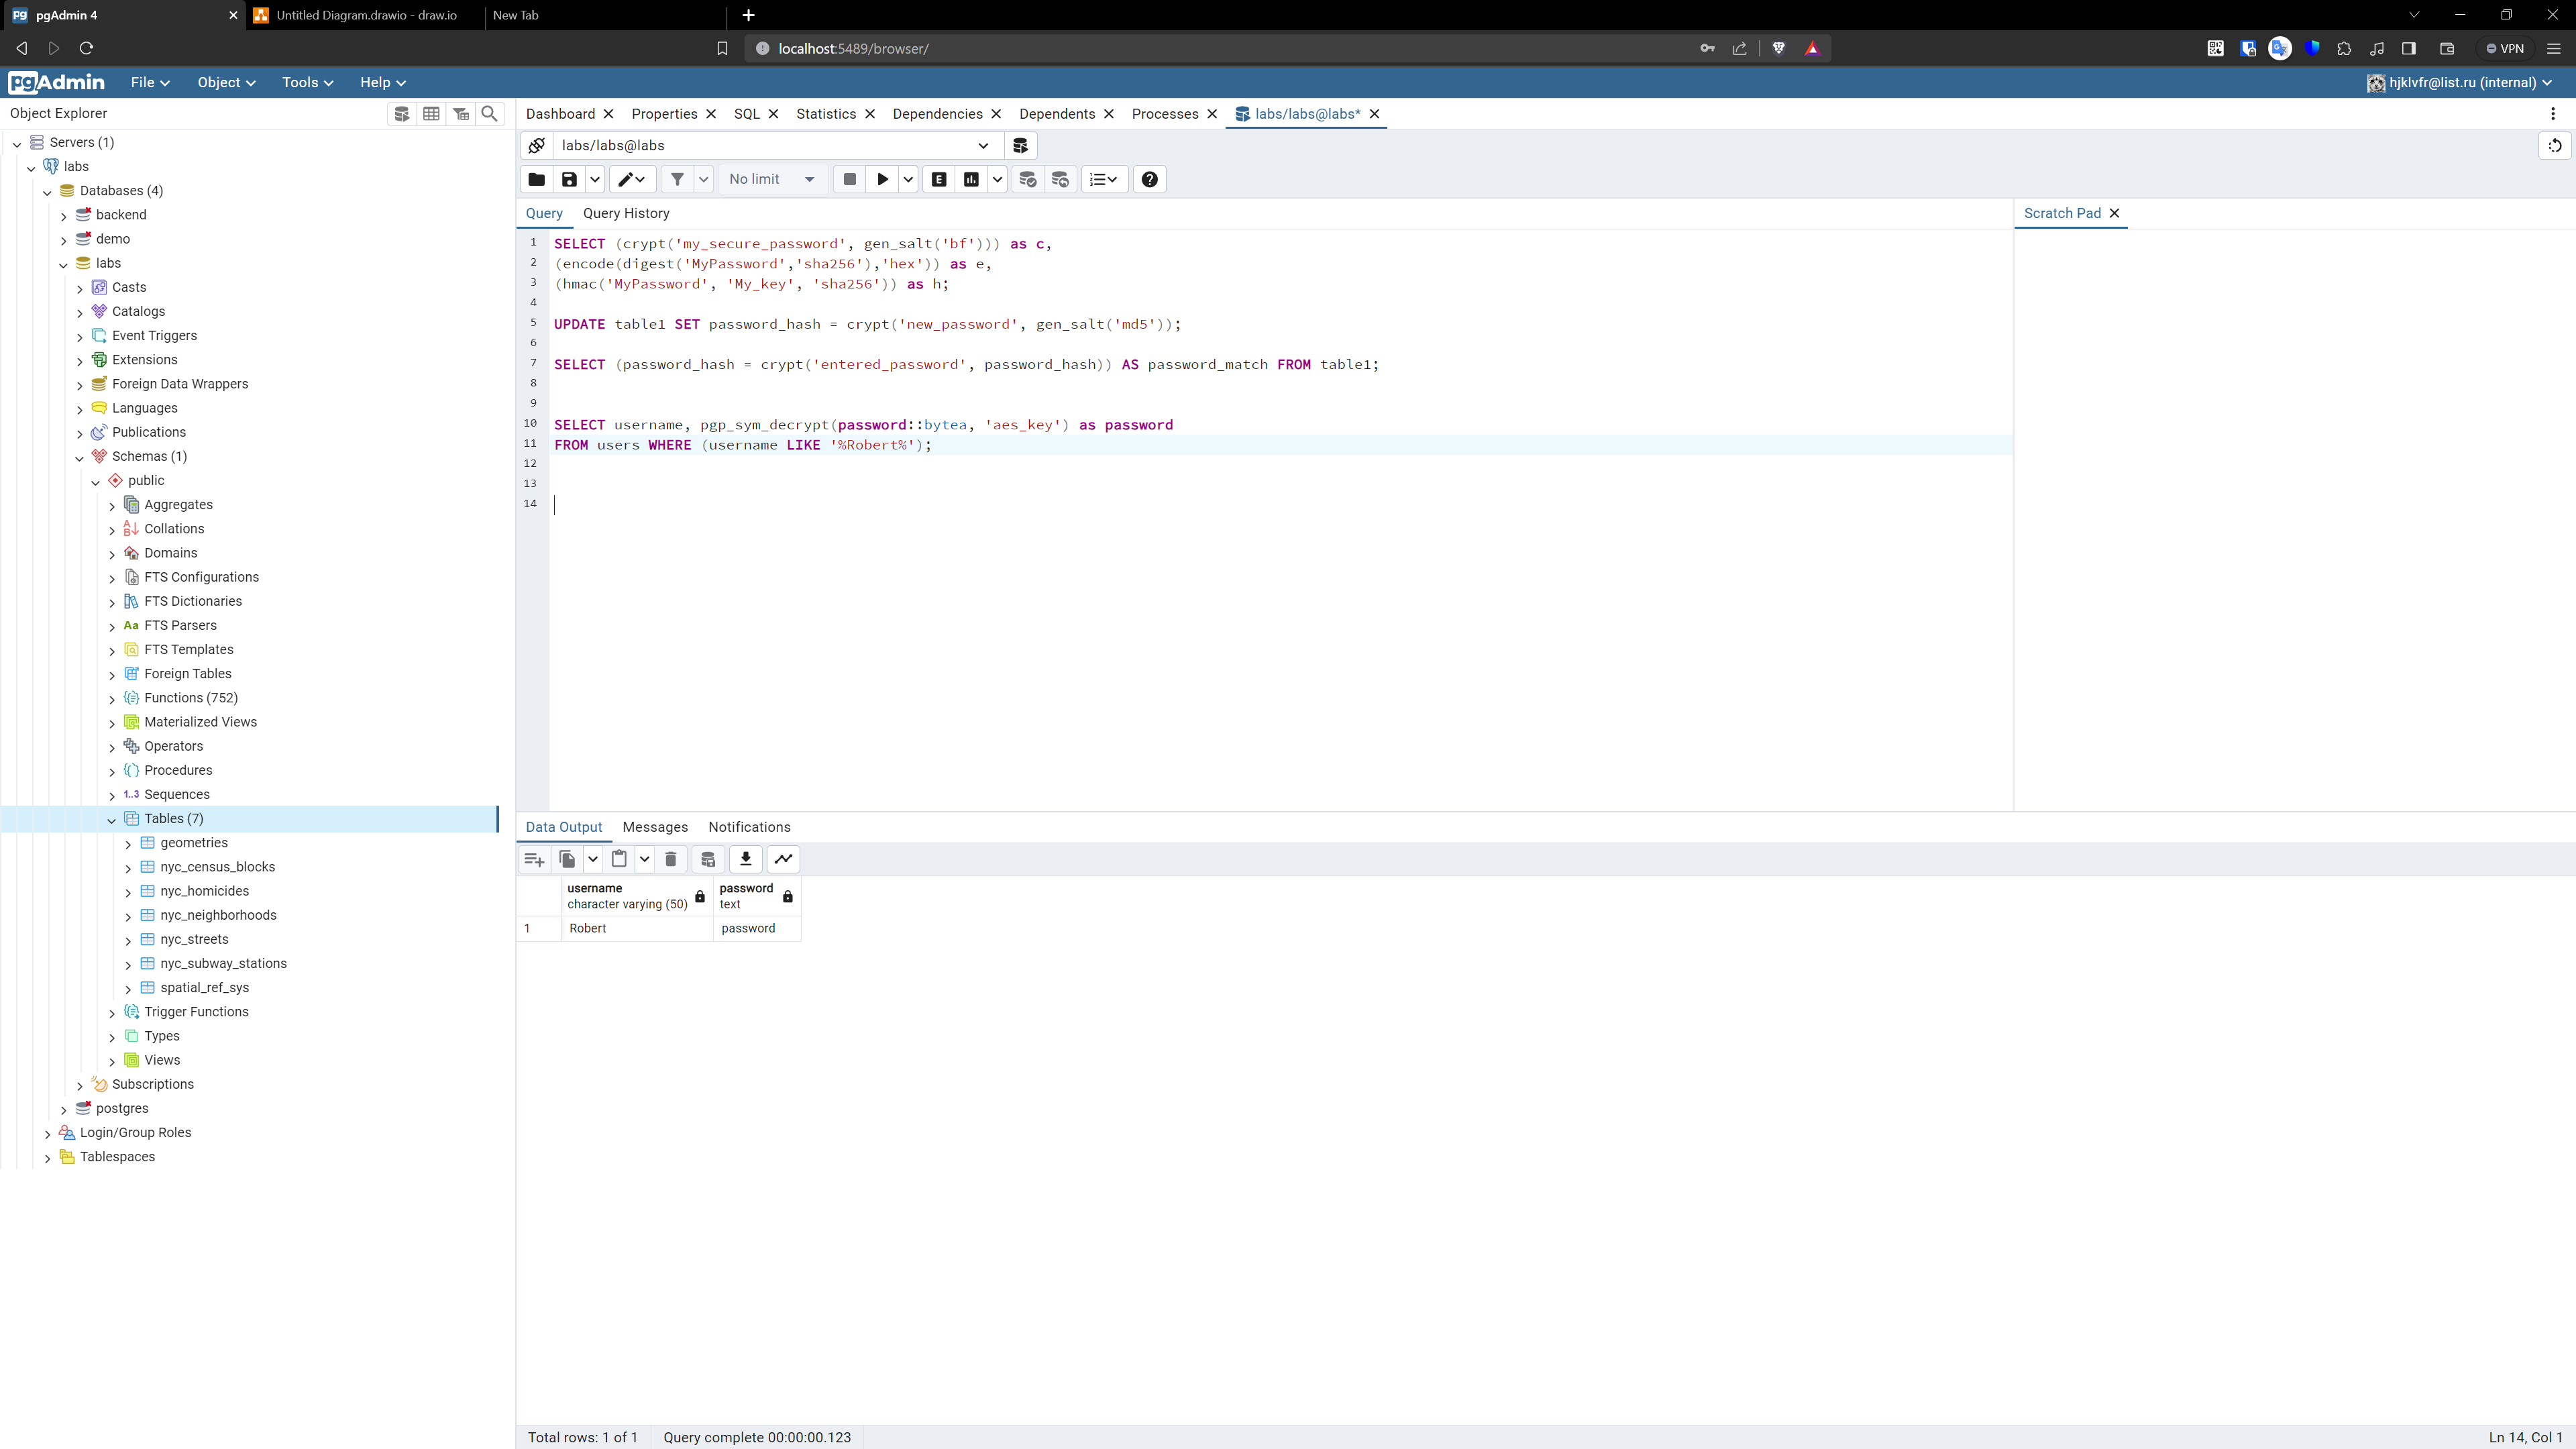 pgAdmin 4
Untitled Diagram.drawio - draw.io
New Tab
localhost:5489/browser/
VPN
pgAdmin
File
Object
Tools
Help
hjklvfr@list.ru (internal)
Object Explorer
Servers (1)
labs
Databases (4)
backend
demo
labs
Casts
Catalogs
Event Triggers
Extensions
Foreign Data Wrappers
Languages
Publications
Schemas (1)
public
Aggregates
Collations
Domains
FTS Configurations
FTS Dictionaries
Aa FTS Parsers
FTS Templates
Foreign Tables
Functions (752)
Materialized Views
Operators
Procedures
1..3 Sequences
Tables (7)
geometries
nyc_census_blocks
nyc_homicides
nyc_neighborhoods
nyc_streets
nyc_subway_stations
spatial_ref_sys
Trigger Functions
Types
Views
Subscriptions
postgres
Login/Group Roles
Tablespaces
Dashboard
Properties
SQL
Statistics
Dependencies
Dependents
Processes
labs/labs@labs*
labs/labs@labs
No limit
E
Query
Query History
Scratch Pad
1 SELECT (crypt('my_secure_password', gen_salt('bf'))) as c,
2 (encode(digest('MyPassword','sha256'),'hex')) as e,
3 (hmac('MyPassword', 'My_key', 'sha256')) as h;
4
5 UPDATE table1 SET password_hash = crypt('new_password', gen_salt('md5'));
6
7 SELECT (password_hash = crypt('entered_password', password_hash)) AS password_match FROM table1;
8
9
10 SELECT username, pgp_sym_decrypt(password::bytea, 'aes_key') as password
11 FROM users WHERE (username LIKE '%Robert%');
12
13
14
Data Output
Messages
Notifications
username
character varying (50)
password
text
1 Robert password
Total rows: 1 of 1
Query complete 00:00:00.123
Ln 14, Col 1